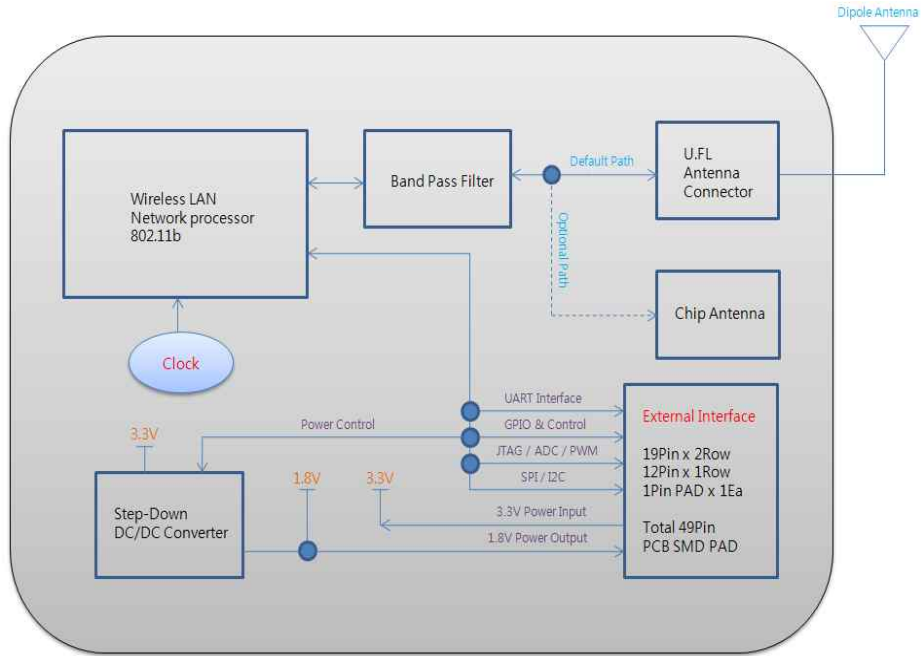 Dipole Antenna
Wireless LAN
Network processor
802.11b
Band Pass Filter
Default Path
U.FL
Antenna
Connector
Optional Path
Chip Antenna
Clock
UART Interface
GPIO & Control
JTAG / ADC / PWM
SPI / I2C
Power Control
3.3V
1.8V
3.3V
3.3V Power Input
1.8V Power Output
Step-Down
DC/DC Converter
External Interface
19Pin x 2Row
12Pin x 1Row
1Pin PAD x 1Ea
Total 49Pin
PCB SMD PAD